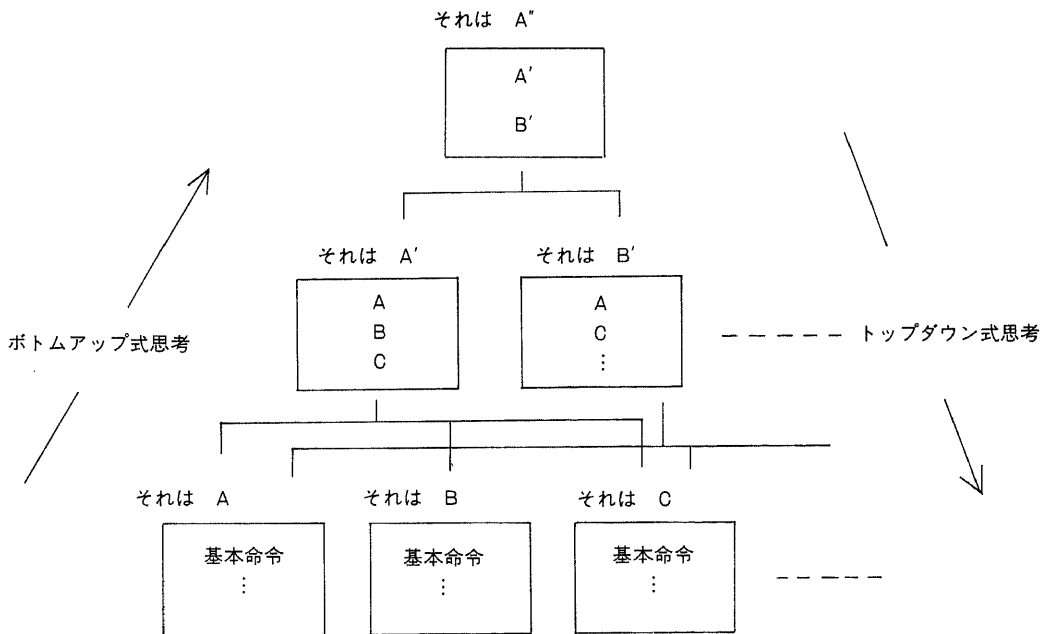 それは A″
A′
B′
それは A′
それは B′
A
B
C
A
C
⋮
ボトムアップ式思考
トップダウン式思考
それは A
それは B
それは C
基本命令
⋮
基本命令
⋮
基本命令
⋮